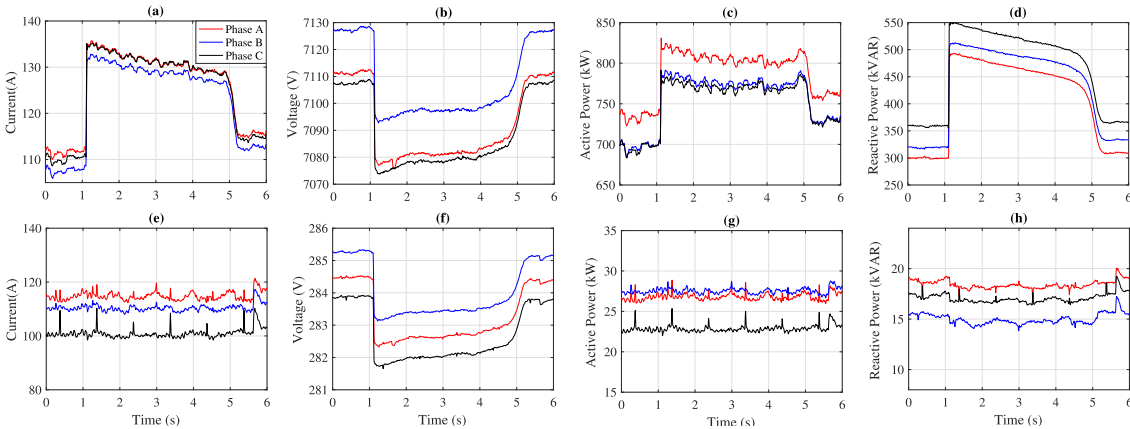 (a)
Current(A)
140
130
120
110
0 1 2 3 4 5 6
Phase A
Phase B
Phase C
(b)
Voltage (V)
7130
7120
7110
7100
7090
7080
7070
0 1 2 3 4 5 6
(c)
Active Power (kW)
850
800
750
700
650
0 1 2 3 4 5 6
(d)
Reactive Power (kVAR)
550
500
450
400
350
300
250
0 1 2 3 4 5 6
(e)
Current(A)
140
120
100
80
0 1 2 3 4 5 6
Time (s)
(f)
Voltage (V)
286
285
284
283
282
281
0 1 2 3 4 5 6
Time (s)
(g)
Active Power (kW)
35
30
25
20
15
0 1 2 3 4 5 6
Time (s)
(h)
Reactive Power (kVAR)
20
15
10
0 1 2 3 4 5 6
Time (s)